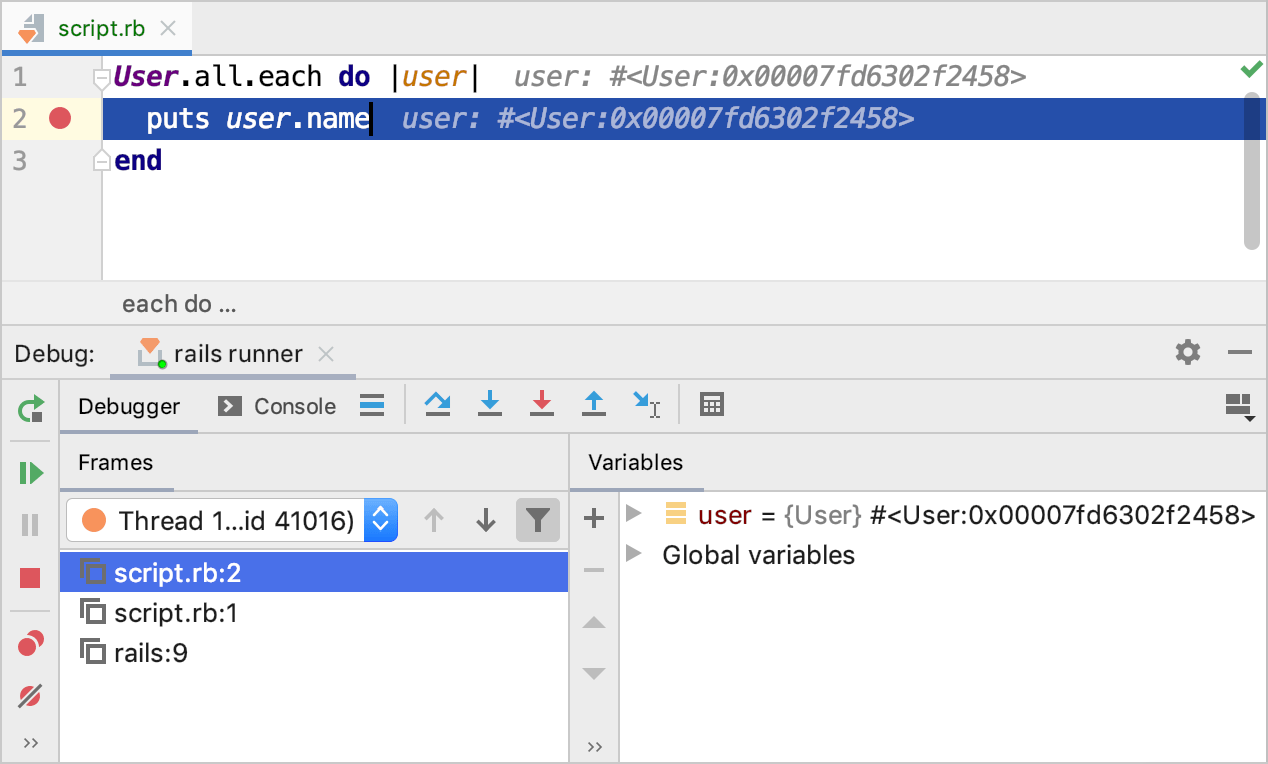 script.rb
1 User.all.each do |user| user: #<User:0x00007fd6302f2458>
2 puts user.name user: #<User:0x00007fd6302f2458>
3 end
each do ...
Debug: rails runner
Debugger Console
Frames
Variables
Thread 1...id 41016)
user = {User} #<User:0x00007fd6302f2458>
Global variables
script.rb:2
script.rb:1
rails:9